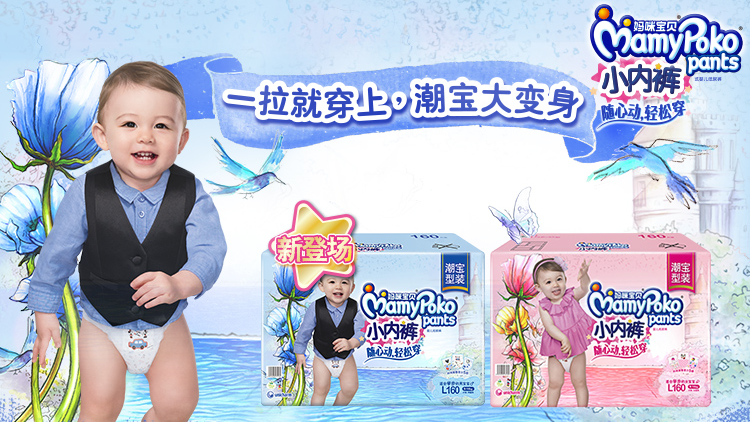 妈咪宝贝
MamyPoko
pants
小内裤
随心动,轻松穿
一拉就穿上,潮宝大变身
新登场
160
潮宝
型装
妈咪宝贝
MamyPoko
pants
小内裤
随心动,轻松穿
L160
160
潮宝
型装
妈咪宝贝
MamyPoko
pants
小内裤
随心动,轻松穿
L160